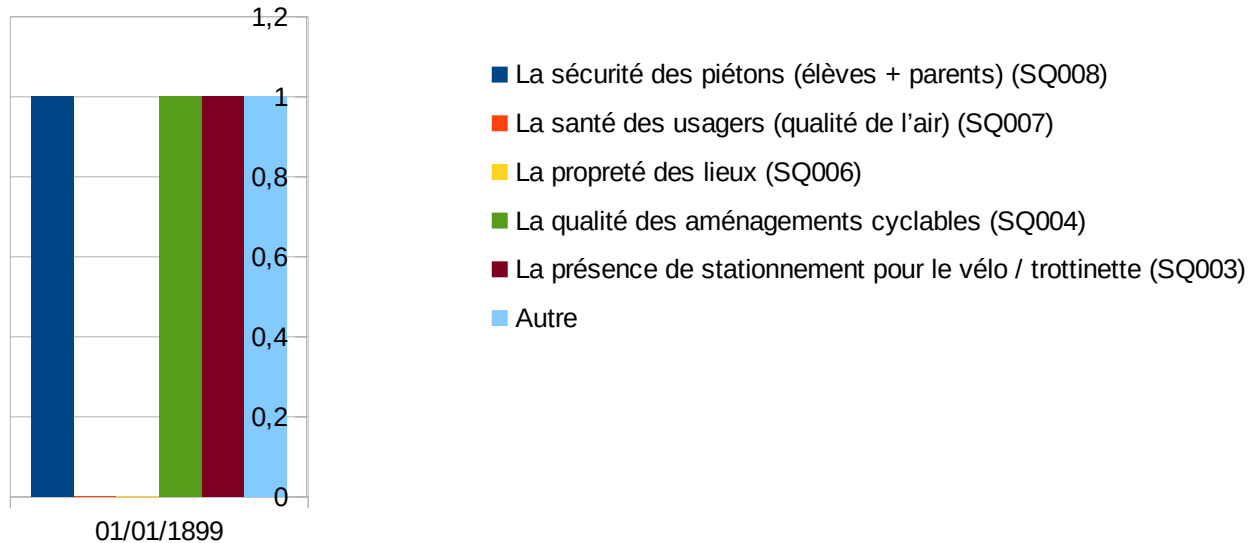 1,2
1
0,8
0,6
0,4
0,2
0
01/01/1899
La sécurité des piétons (élèves + parents) (SQ008)
La santé des usagers (qualité de l’air) (SQ007)
La propreté des lieux (SQ006)
La qualité des aménagements cyclables (SQ004)
La présence de stationnement pour le vélo / trottinette (SQ003)
Autre